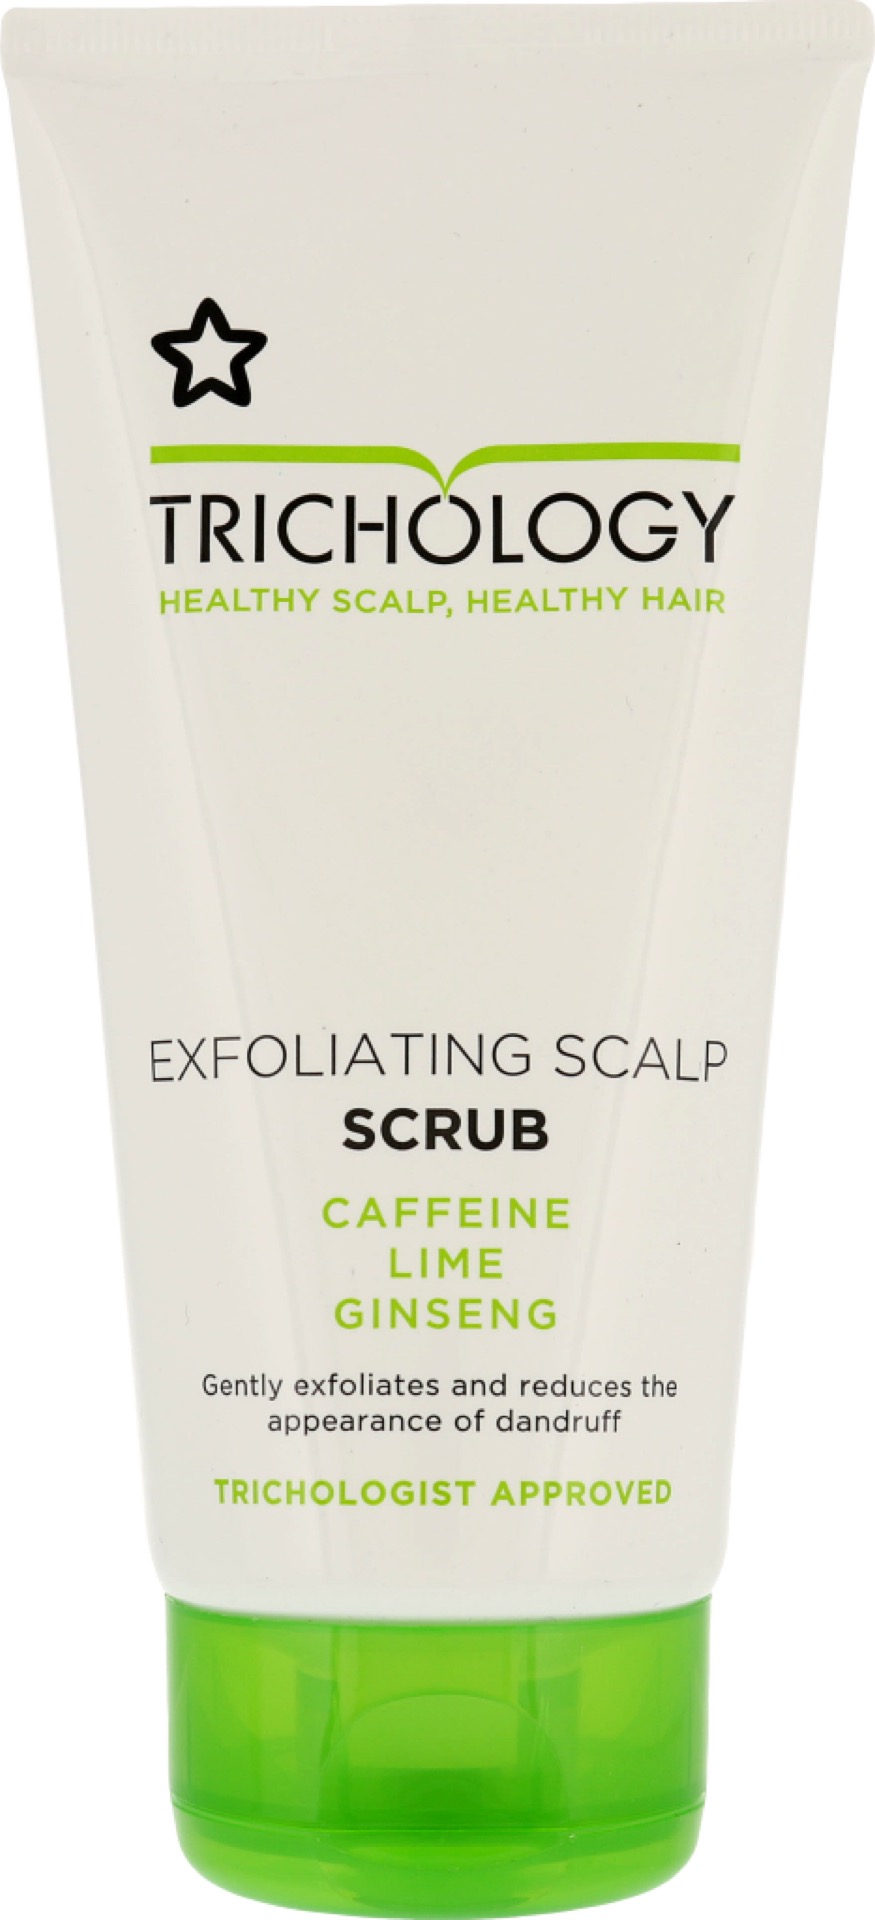 TRICHOLOGY
HEALTHY SCALP, HEALTHY HAIR
EXFOLIATING SCALP
SCRUB
CAFFEINE
LIME
GINSENG
Gently exfoliates and reduces the
appearance of dandruff
TRICHOLOGIST APPROVED